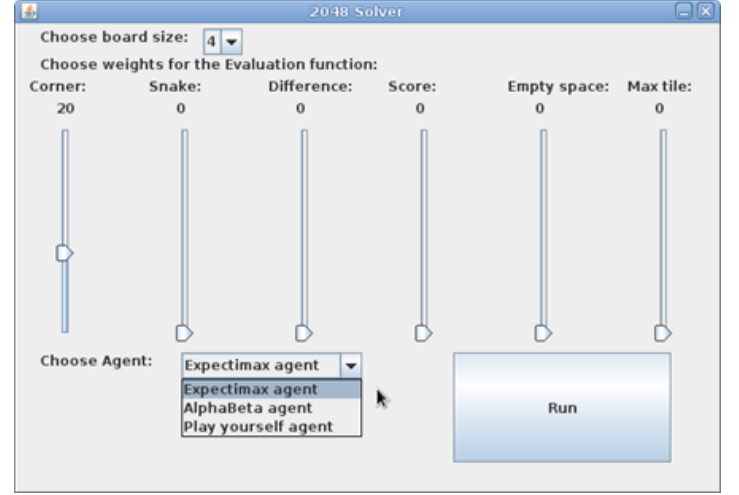 2048 Solver
Choose board size: 4
Choose weights for the Evaluation function:
Corner: Snake: Difference: Score: Empty space: Max tile:
20 0 0 0 0 0
Choose Agent: Expectimax agent
Expectimax agent
AlphaBeta agent
Play yourself agent
Run